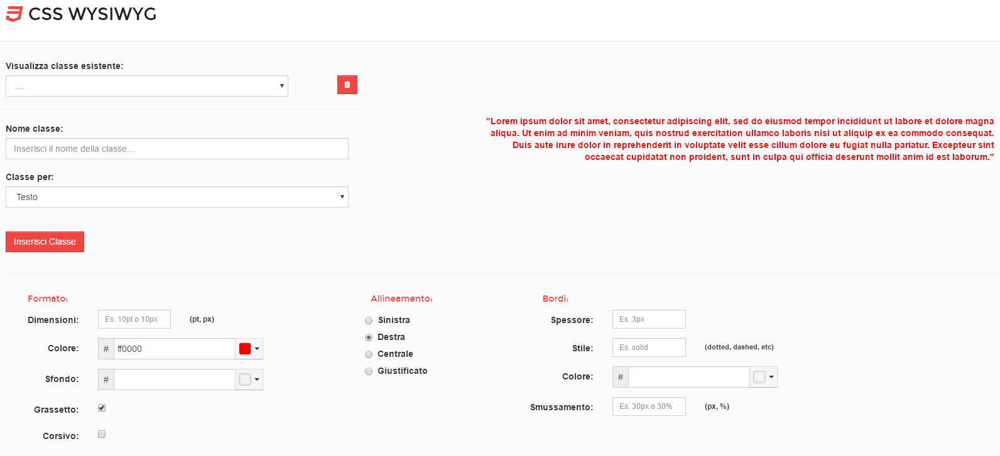 CSS WYSIWYG
Visualizza classe esistente:
...
Nome classe:
Inserisci il nome della classe...
Classe per:
Testo
Inserisci Classe
"Lorem ipsum dolor sit amet, consectetur adipiscing elit, sed do eiusmod tempor incididunt ut labore et dolore magna
aliqua. Ut enim ad minim veniam, quis nostrud exercitation ullamco laboris nisi ut aliquip ex ea commodo consequat.
Duis aute irure dolor in reprehenderit in voluptate velit esse cillum dolore eu fugiat nulla pariatur. Excepteur sint
occaecat cupidatat non proident, sunt in culpa qui officia deserunt mollit anim id est laborum."
Formato:
Dimensioni: Es. 10pt o 10px (pt, px)
Colore: # ff0000
Sfondo: #
Grassetto:
Corsivo:
Allineamento:
Sinistra
Destra
Centrale
Giustificato
Bordi:
Spessore: Es. 3px
Stile: Es. solid (dotted, dashed, etc)
Colore: #
Smussamento: Es. 30px o 30% (px, %)